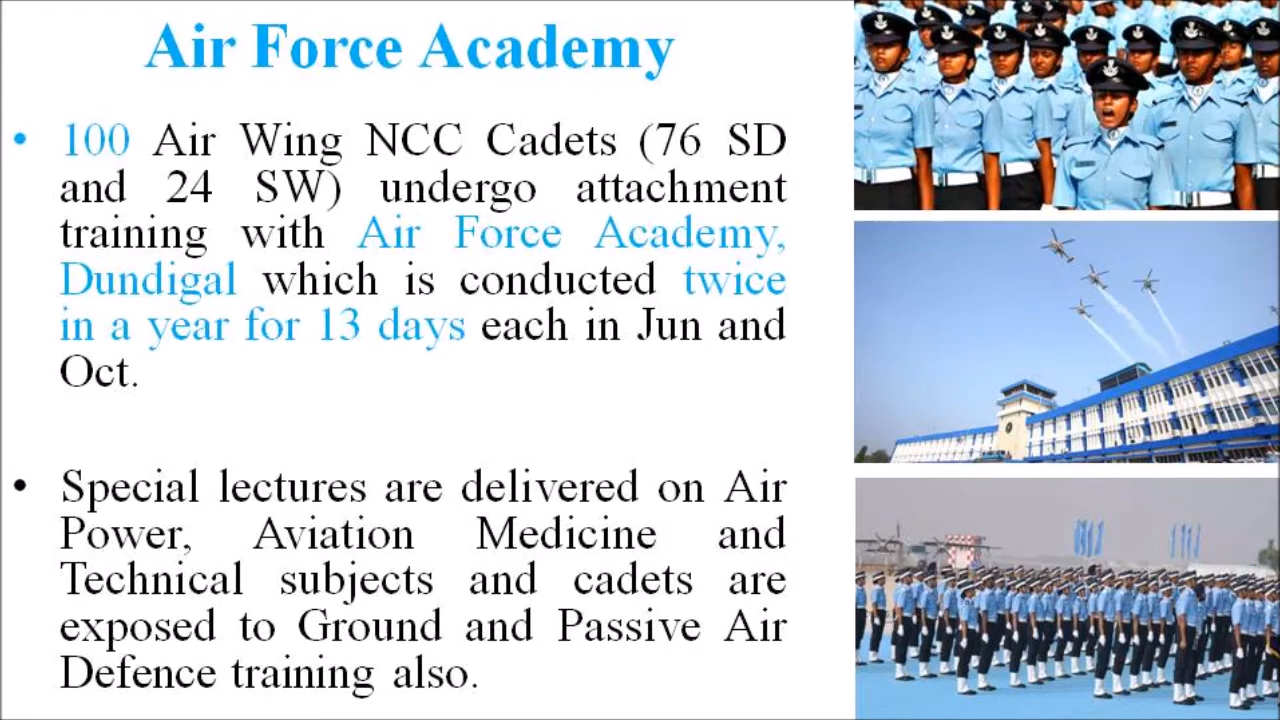 Air Force Academy
• 100 Air Wing NCC Cadets (76 SD
and 24 SW) undergo attachment
training with Air Force Academy,
Dundigal which is conducted twice
in a year for 13 days each in Jun and
Oct.
• Special lectures are delivered on Air
Power, Aviation Medicine and
Technical subjects and cadets are
exposed to Ground and Passive Air
Defence training also.